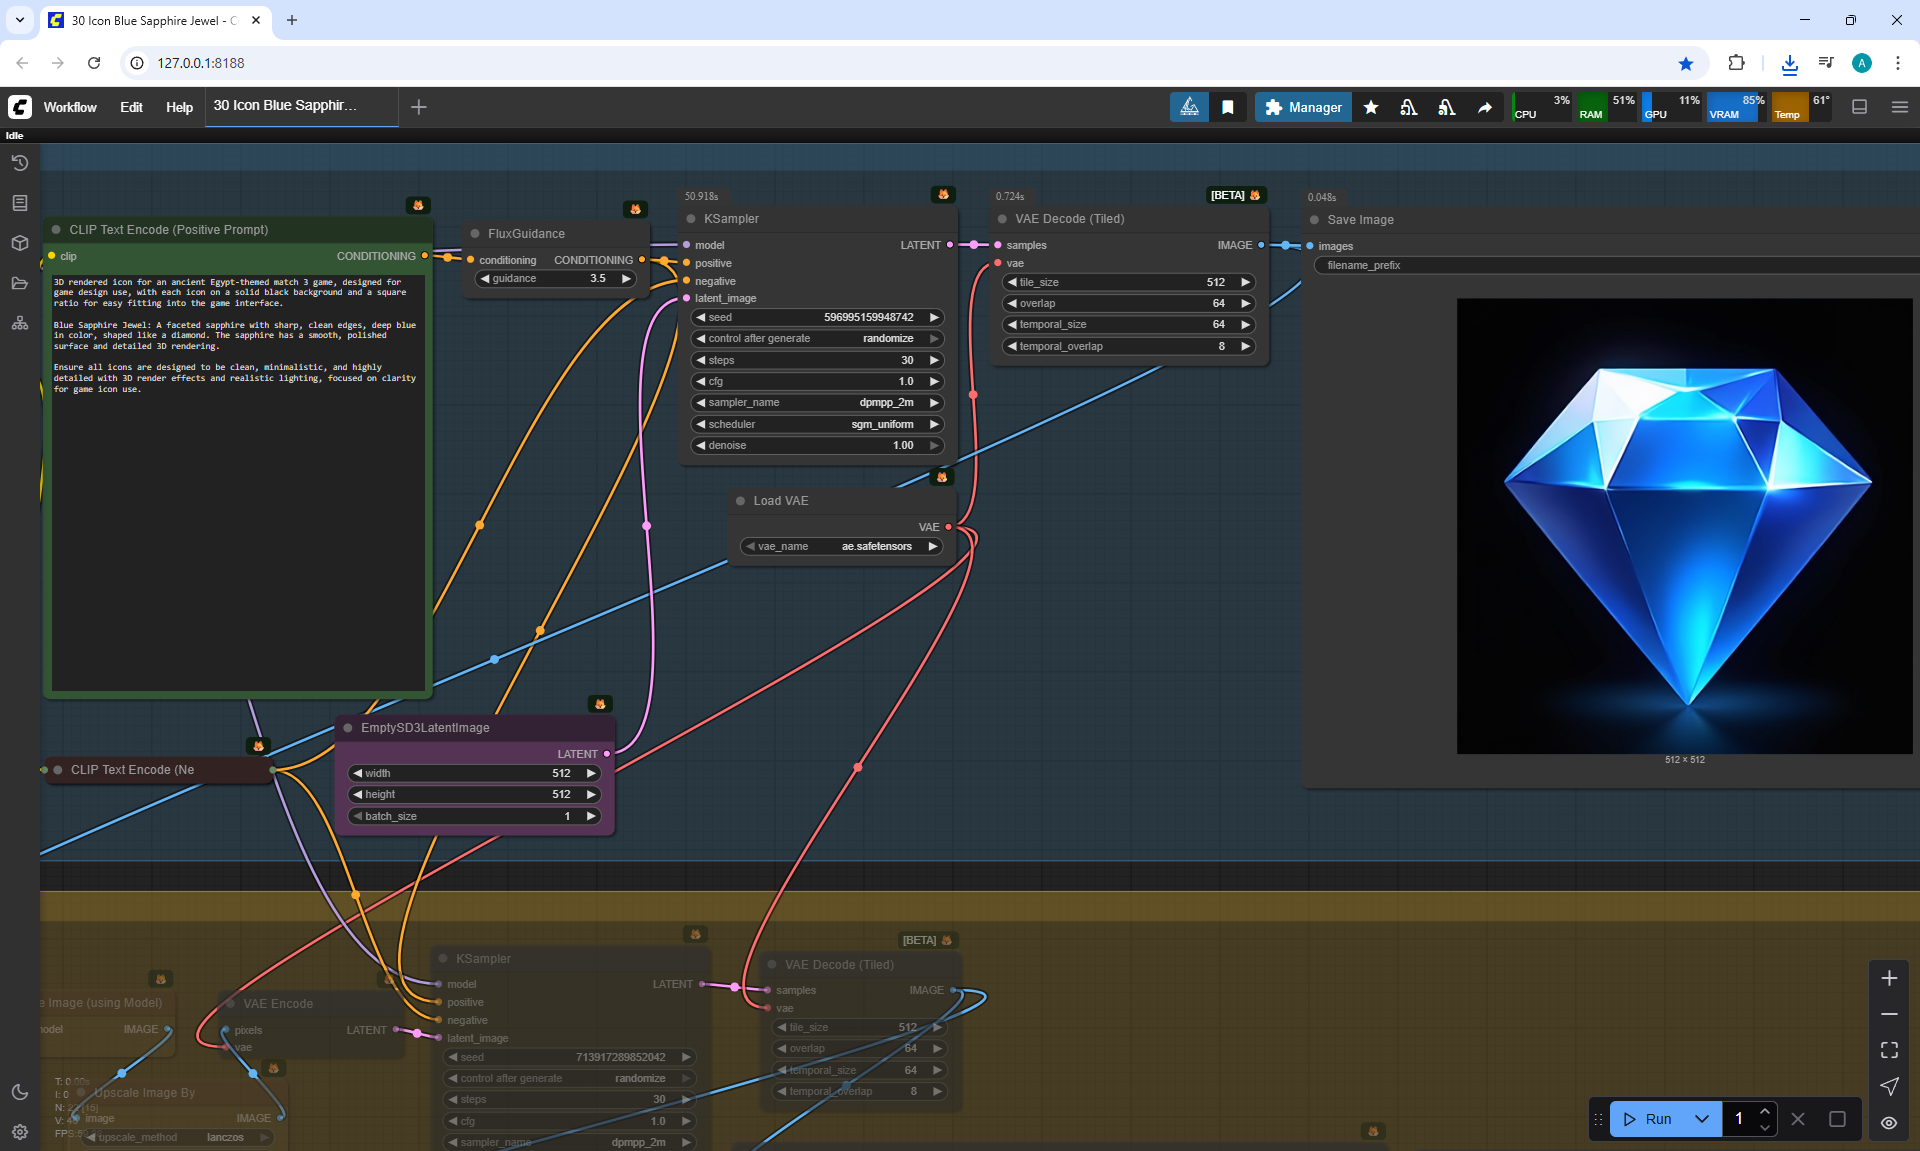 30 Icon Blue Sapphire Jewel - C
127.0.0.1:8188
Workflow
Edit
Help
30 Icon Blue Sapphir...
Manager
CPU
3%
RAM
51%
GPU
11%
VRAM
85%
Temp
61°
Idle
CLIP Text Encode (Positive Prompt)
clip
CONDITIONING
3D rendered icon for an ancient Egypt-themed match 3 game, designed for
game design use, with each icon on a solid black background and a square
ratio for easy fitting into the game interface.
Blue Sapphire Jewel: A faceted sapphire with sharp, clean edges, deep blue
in color, shaped like a diamond. The sapphire has a smooth, polished
surface and detailed 3D rendering.
Ensure all icons are designed to be clean, minimalistic, and highly
detailed with 3D render effects and realistic lighting, focused on clarity
for game icon use.
FluxGuidance
conditioning
CONDITIONING
guidance
3.5
50.918s
KSampler
model
LATENT
positive
negative
latent_image
seed
596995159948742
control after generate
randomize
steps
30
cfg
1.0
sampler_name
dpmpp_2m
scheduler
sgm_uniform
denoise
1.00
0.724s
[BETA]
VAE Decode (Tiled)
samples
IMAGE
vae
tile_size
512
overlap
64
temporal_size
64
temporal_overlap
8
0.048s
Save Image
images
filename_prefix
512 × 512
Load VAE
VAE
vae_name
ae.safetensors
EmptySD3LatentImage
LATENT
width
512
height
512
batch_size
1
CLIP Text Encode (Ne
e Image (using Model)
IMAGE
VAE Encode
pixels
LATENT
vae
Upscale Image By
image
IMAGE
upscale_method
lanczos
KSampler
model
LATENT
positive
negative
latent_image
seed
713917289852042
control after generate
randomize
steps
30
cfg
1.0
sampler_name
dpmpp_2m
[BETA]
VAE Decode (Tiled)
samples
IMAGE
vae
tile_size
512
overlap
64
temporal_size
64
temporal_overlap
8
Run
1